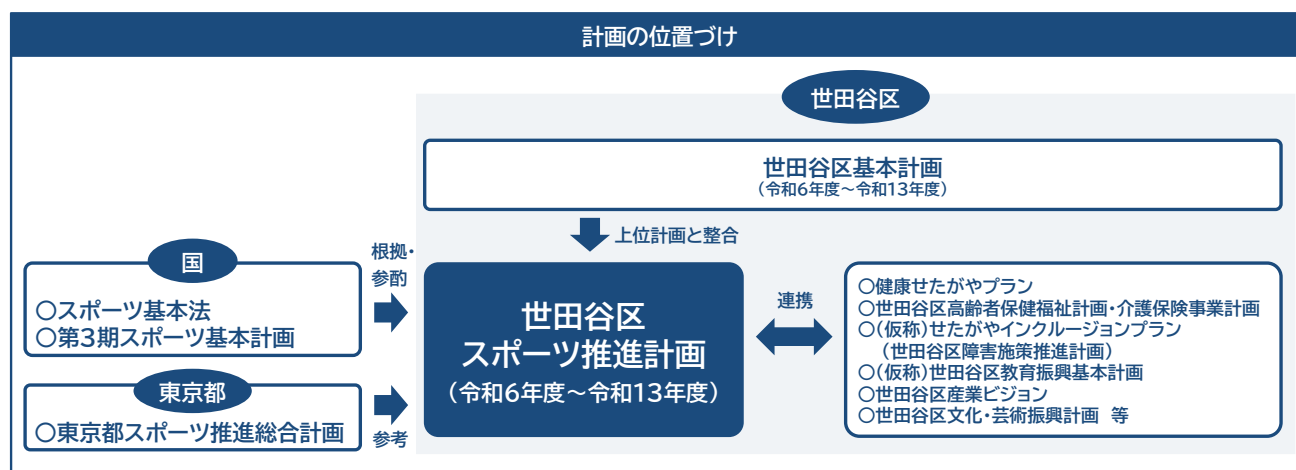 計画の位置づけ
世田谷区
世田谷区基本計画
(令和6年度～令和13年度)
上位計画と整合
国
○スポーツ基本法
○第3期スポーツ基本計画
根拠・
参酌
東京都
○東京都スポーツ推進総合計画
参考
世田谷区
スポーツ推進計画
(令和6年度～令和13年度)
連携
○健康せたがやプラン
○世田谷区高齢者保健福祉計画・介護保険事業計画
○(仮称)せたがやインクルージョンプラン
(世田谷区障害施策推進計画)
○(仮称)世田谷区教育振興基本計画
○世田谷区産業ビジョン
○世田谷区文化・芸術振興計画 等